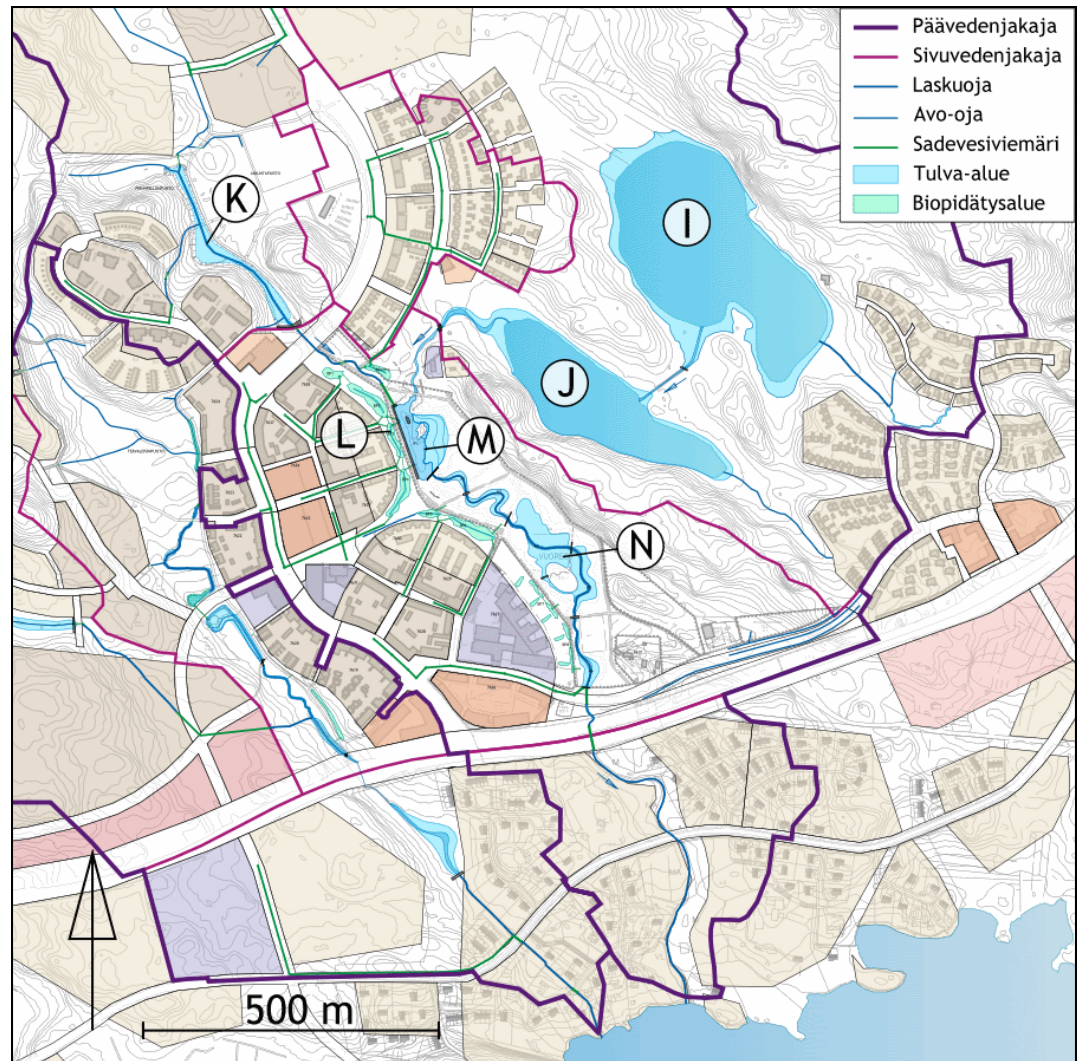 Päävedenjakaja
Sivuvedenjakaja
Laskuoja
Avo-oja
Sadevesiviemäri
Tulva-alue
Biopidätysalue
K
I
J
L
M
N
500 m